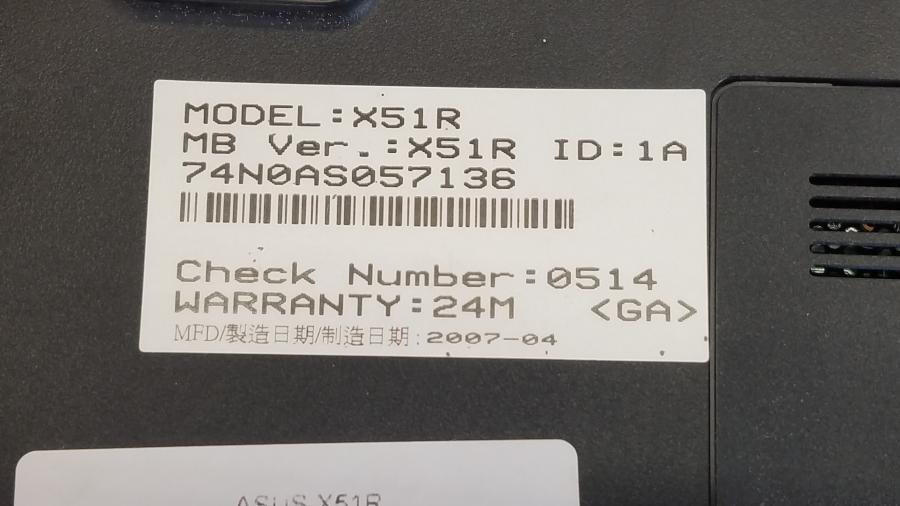 MODEL:X51R
MB Ver.:X51R ID:1A
74N0AS057136
Check Number:0514
WARRANTY:24M <GA>
MFD/製造日期/制造日期:2007-04
ASUS X51R